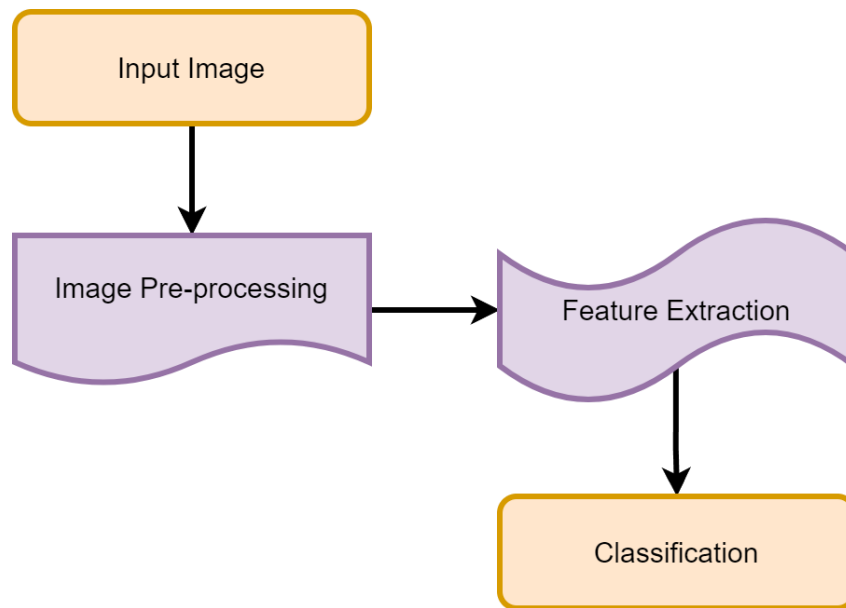 Input Image
Image Pre-processing
Feature Extraction
Classification